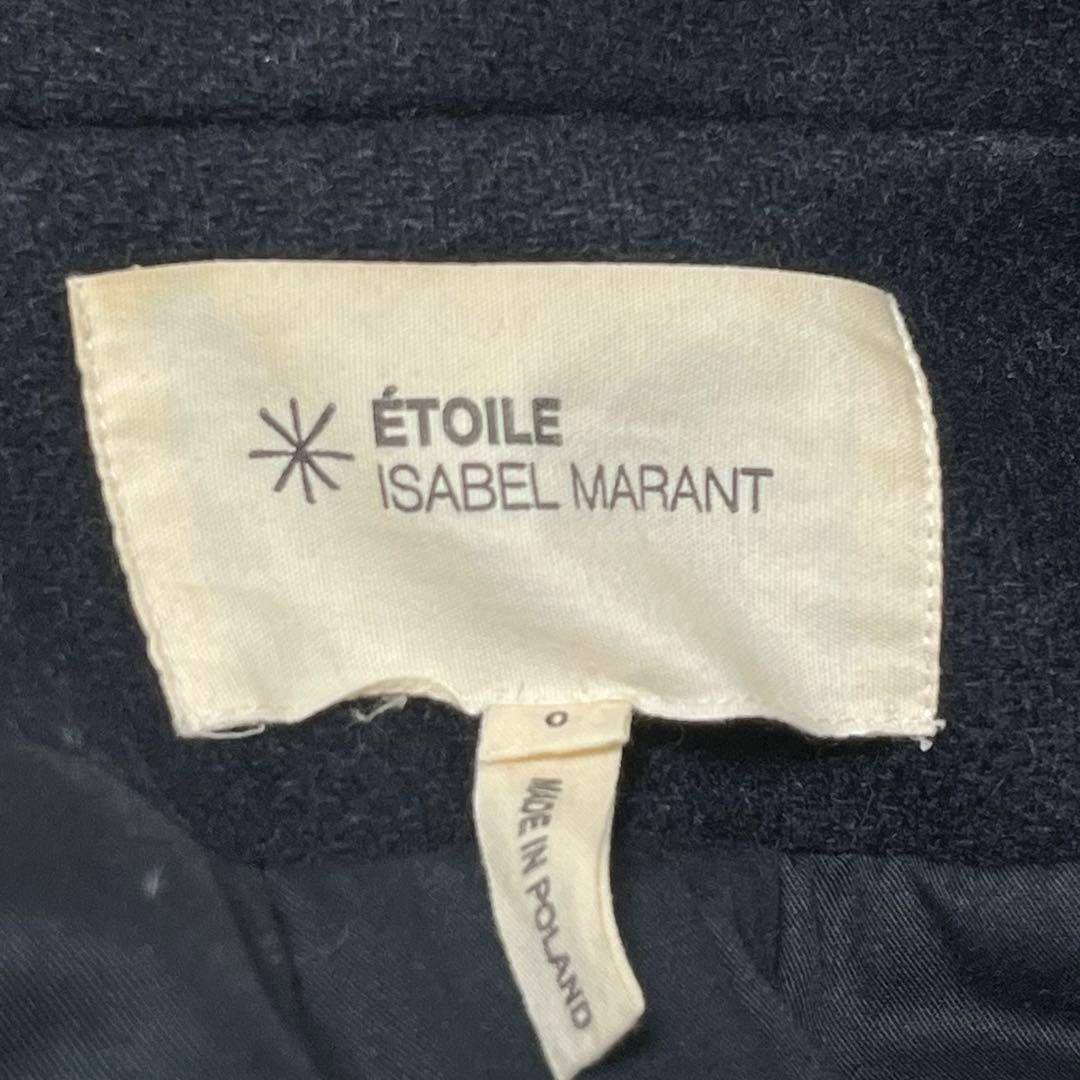 ÉTOILE
ISABEL MARANT
0
MADE IN POLAND